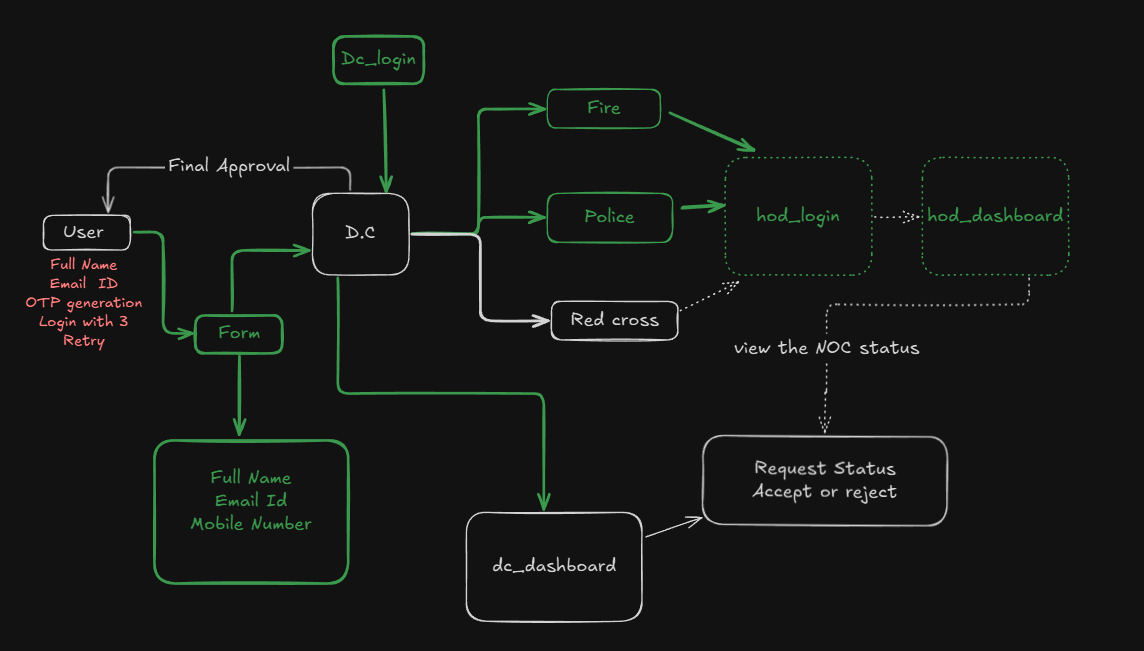 Dc_login
Fire
Final Approval
User
D.C
Police
hod_login
hod_dashboard
Full Name
Email  ID
OTP generation
Login with 3
Retry
Form
Red cross
view the NOC status
Full Name
Email Id
Mobile Number
Request Status
Accept or reject
dc_dashboard